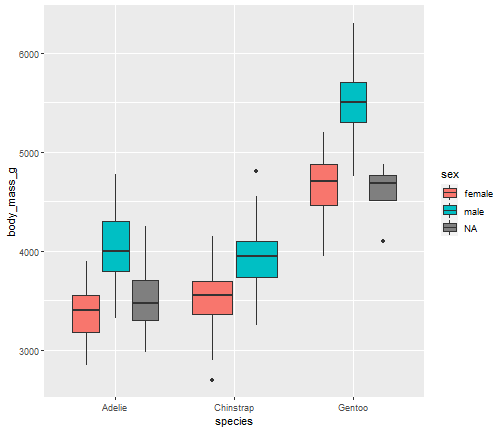 6000
5000
4000
3000
body_mass_g
Adelie
Chinstrap
Gentoo
species
sex
female
male
NA